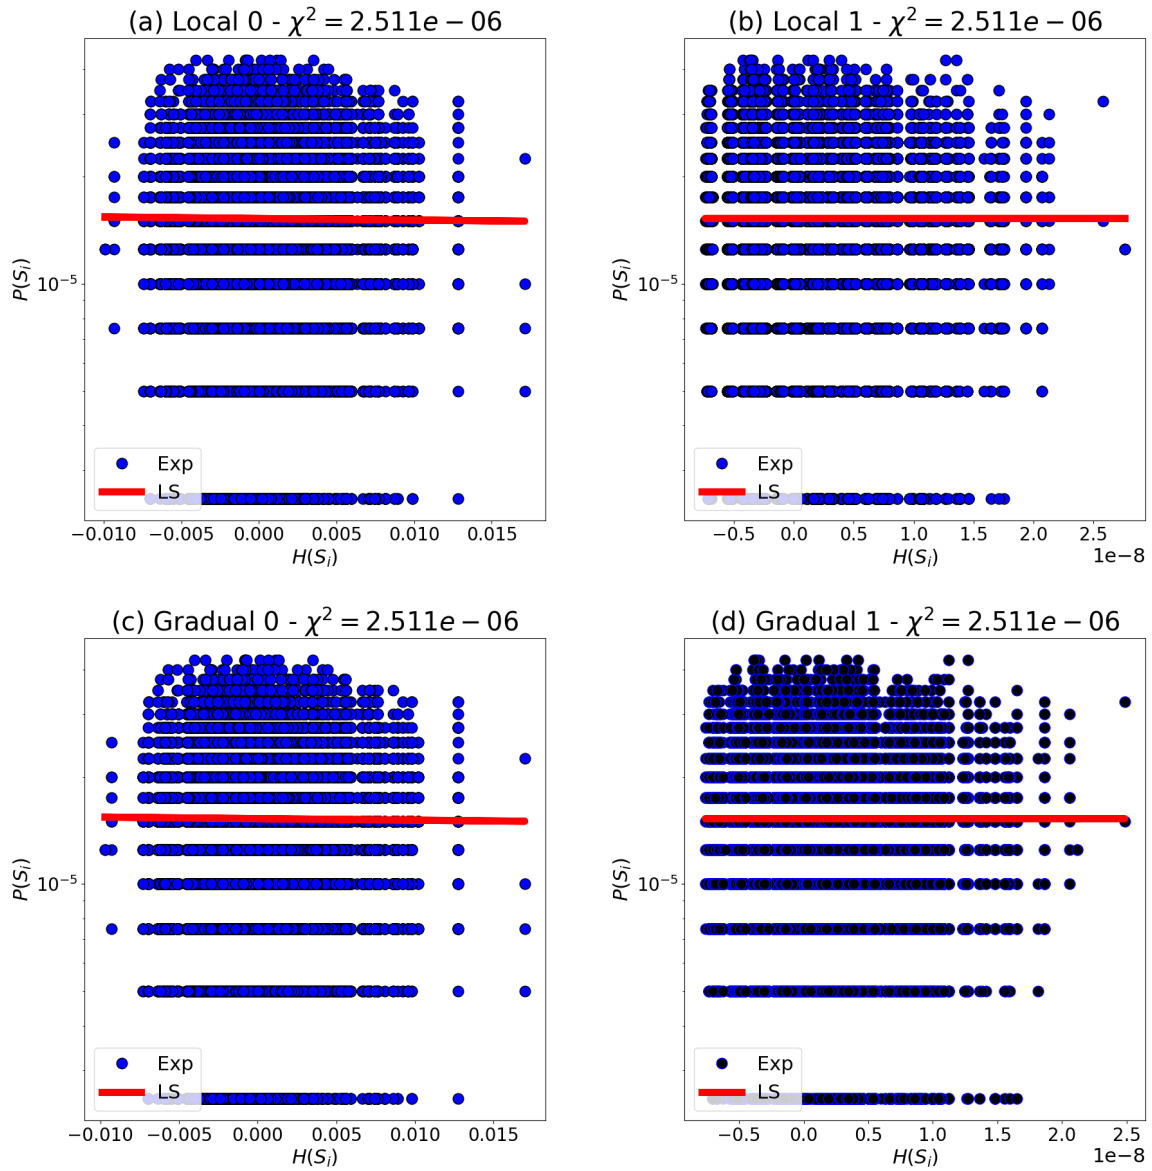 (a) Local 0 - χ² = 2.511e − 06
P(Sᵢ)
10⁻⁵
Exp
LS
−0.010 −0.005 0.000 0.005 0.010 0.015
H(Sᵢ)
(b) Local 1 - χ² = 2.511e − 06
P(Sᵢ)
10⁻⁵
Exp
LS
−0.5 0.0 0.5 1.0 1.5 2.0 2.5
1e−8
H(Sᵢ)
(c) Gradual 0 - χ² = 2.511e − 06
P(Sᵢ)
10⁻⁵
Exp
LS
−0.010 −0.005 0.000 0.005 0.010 0.015
H(Sᵢ)
(d) Gradual 1 - χ² = 2.511e − 06
P(Sᵢ)
10⁻⁵
Exp
LS
−0.5 0.0 0.5 1.0 1.5 2.0 2.5
1e−8
H(Sᵢ)